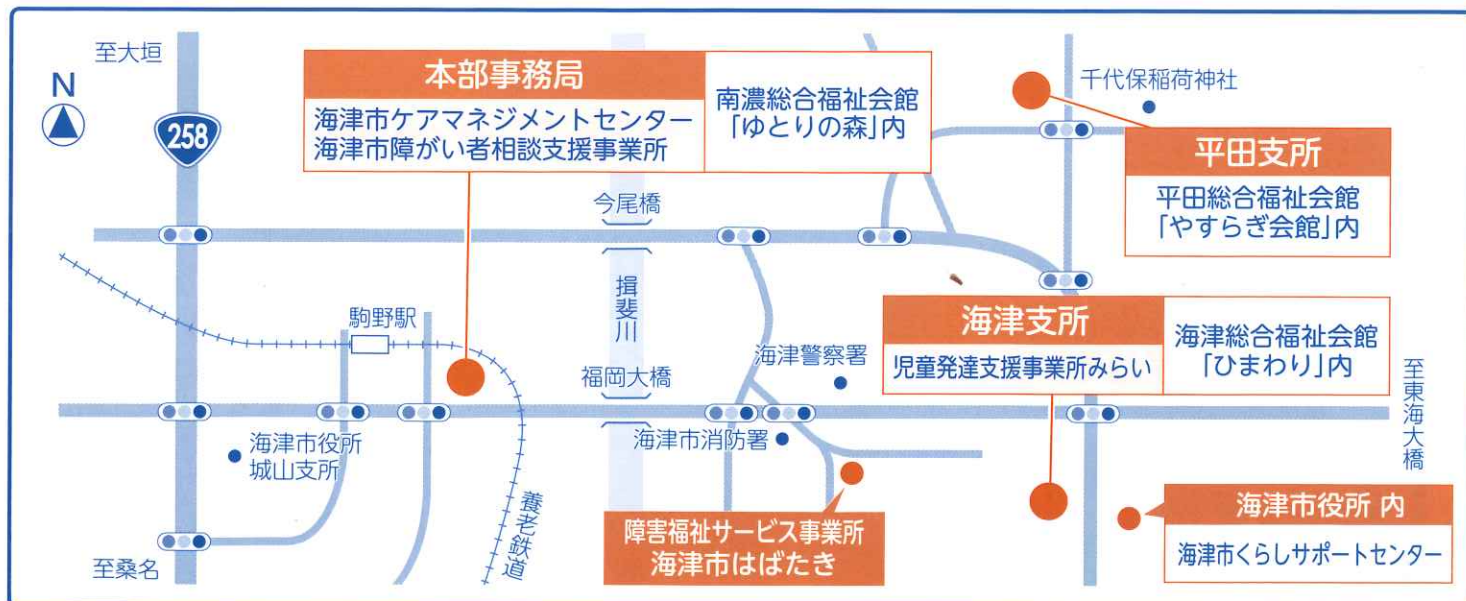 至大垣
N
258
本部事務局
海津市ケアマネジメントセンター
海津市障がい者相談支援事業所
南濃総合福祉会館
「ゆとりの森」内
千代保稲荷神社
平田支所
平田総合福祉会館
「やすらぎ会館」内
今尾橋
揖斐川
駒野駅
福岡大橋
海津警察署
海津支所
児童発達支援事業所みらい
海津総合福祉会館
「ひまわり」内
至東海大橋
海津市役所
城山支所
海津市消防署
養老鉄道
障害福祉サービス事業所
海津市はばたき
海津市役所 内
海津市くらしサポートセンター
至桑名